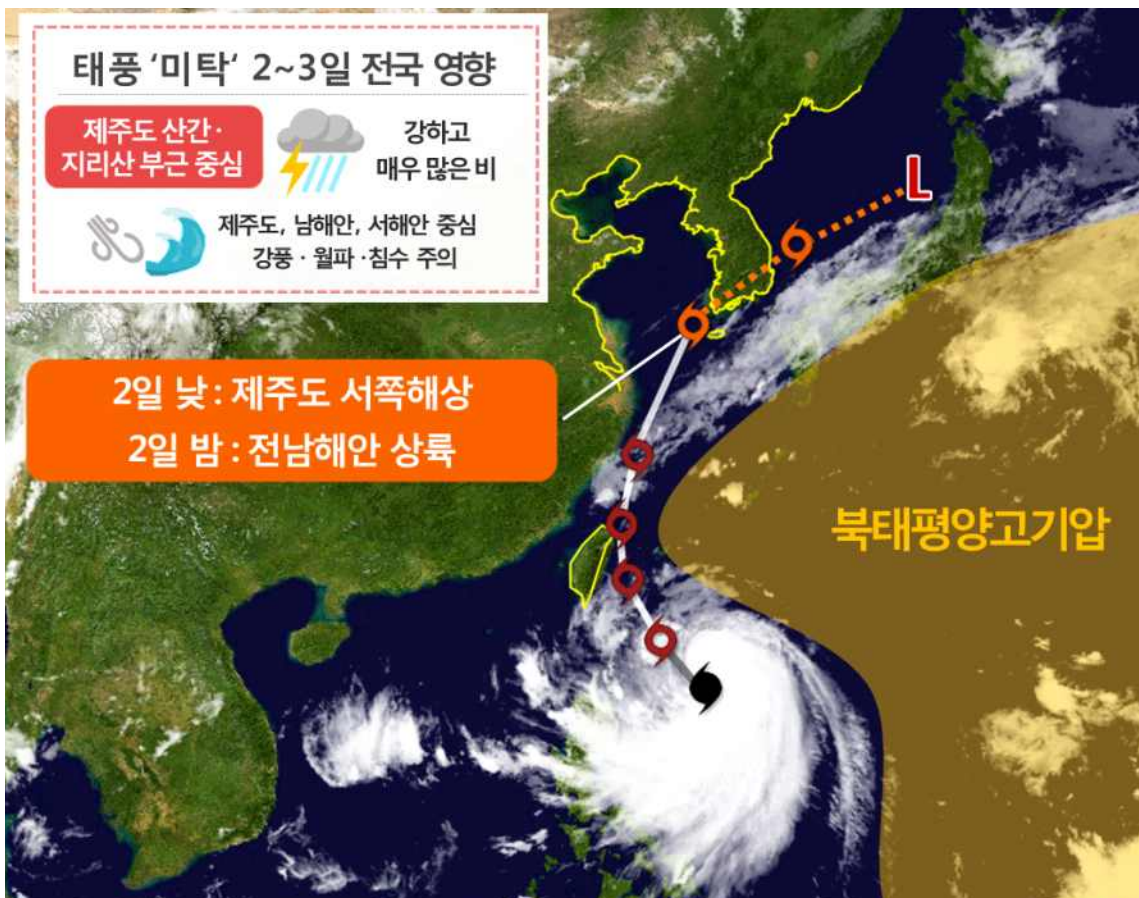 태풍 ‘미탁‘ 2~3일 전국 영향
제주도 산간·
지리산 부근 중심
강하고
매우 많은 비
제주도, 남해안, 서해안 중심
강풍 · 월파 ·침수 주의
L
2일 낮 : 제주도 서쪽해상
2일 밤 : 전남해안 상륙
북태평양고기압